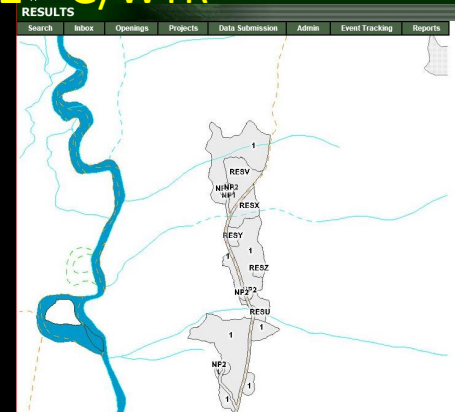 RESULTS
Search Inbox Openings Projects Data Submission Admin Event Tracking Reports
1
RESV
NP2
NP1
RESX
RESY
1
1
RESZ
NP2
RESU
1
1
NP2
1
1
1